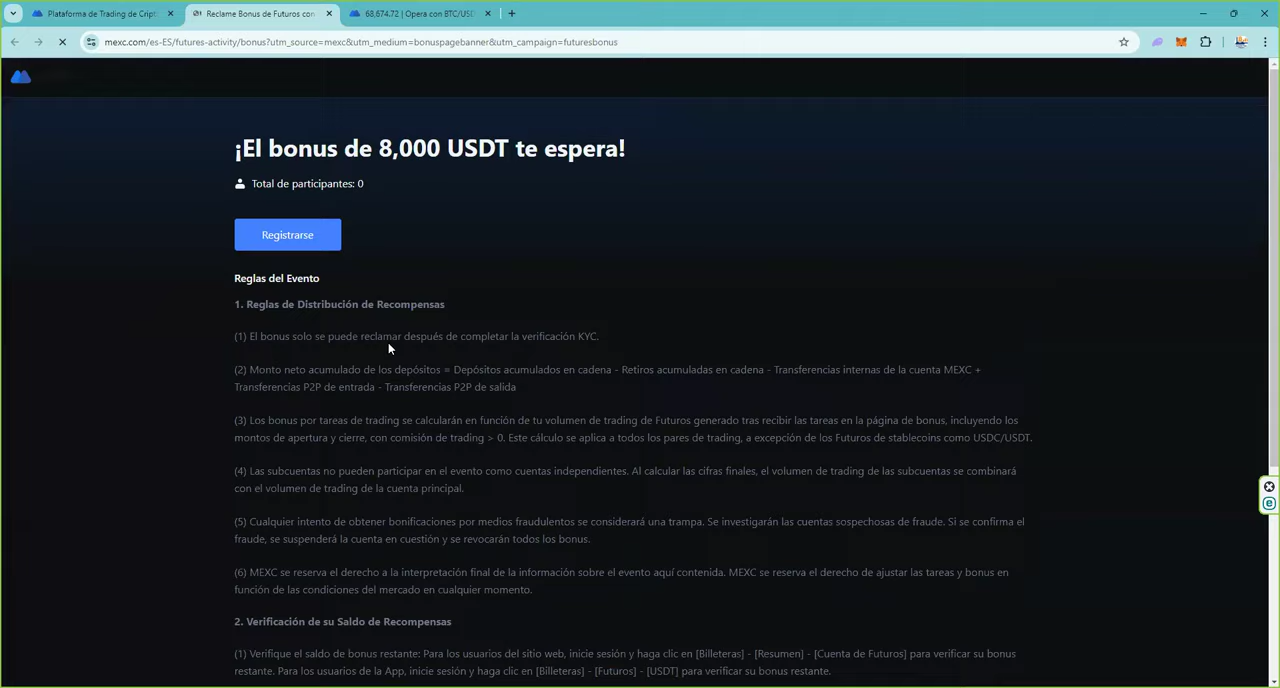 Plataforma de Trading de Cript
Reclame Bonus de Futuros con
68,674.72 | Opera con BTC/USD
mexc.com/es-ES/futures-activity/bonus?utm_source=mexc&utm_medium=bonuspagebanner&utm_campaign=futuresbonus
¡El bonus de 8,000 USDT te espera!
Total de participantes: 0
Registrarse
Reglas del Evento
1. Reglas de Distribución de Recompensas
(1) El bonus solo se puede reclamar después de completar la verificación KYC.
(2) Monto neto acumulado de los depósitos = Depósitos acumulados en cadena - Retiros acumuladas en cadena - Transferencias internas de la cuenta MEXC +
Transferencias P2P de entrada - Transferencias P2P de salida
(3) Los bonus por tareas de trading se calcularán en función de tu volumen de trading de Futuros generado tras recibir las tareas en la página de bonus, incluyendo los
montos de apertura y cierre, con comisión de trading > 0. Este cálculo se aplica a todos los pares de trading, a excepción de los Futuros de stablecoins como USDC/USDT.
(4) Las subcuentas no pueden participar en el evento como cuentas independientes. Al calcular las cifras finales, el volumen de trading de las subcuentas se combinará
con el volumen de trading de la cuenta principal.
(5) Cualquier intento de obtener bonificaciones por medios fraudulentos se considerará una trampa. Se investigarán las cuentas sospechosas de fraude. Si se confirma el
fraude, se suspenderá la cuenta en cuestión y se revocarán todos los bonus.
(6) MEXC se reserva el derecho a la interpretación final de la información sobre el evento aquí contenida. MEXC se reserva el derecho de ajustar las tareas y bonus en
función de las condiciones del mercado en cualquier momento.
2. Verificación de su Saldo de Recompensas
(1) Verifique el saldo de bonus restante: Para los usuarios del sitio web, inicie sesión y haga clic en [Billeteras] - [Resumen] - [Cuenta de Futuros] para verificar su bonus
restante. Para los usuarios de la App, inicie sesión y haga clic en [Billeteras] - [Futuros] - [USDT] para verificar su bonus restante.